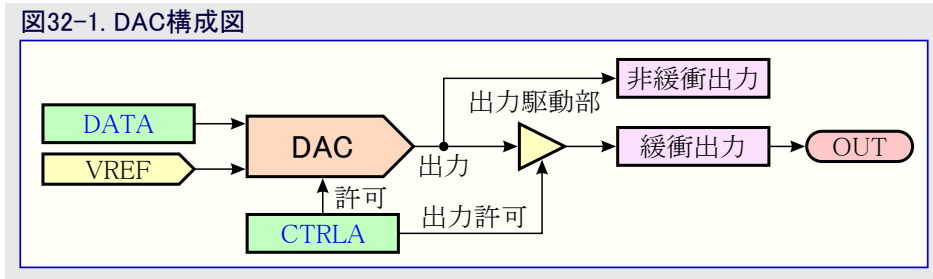 図32-1. DAC構成図
非緩衝出力
出力駆動部
DATA
DAC
緩衝出力
OUT
VREF
出力
許可
出力許可
CTRLA